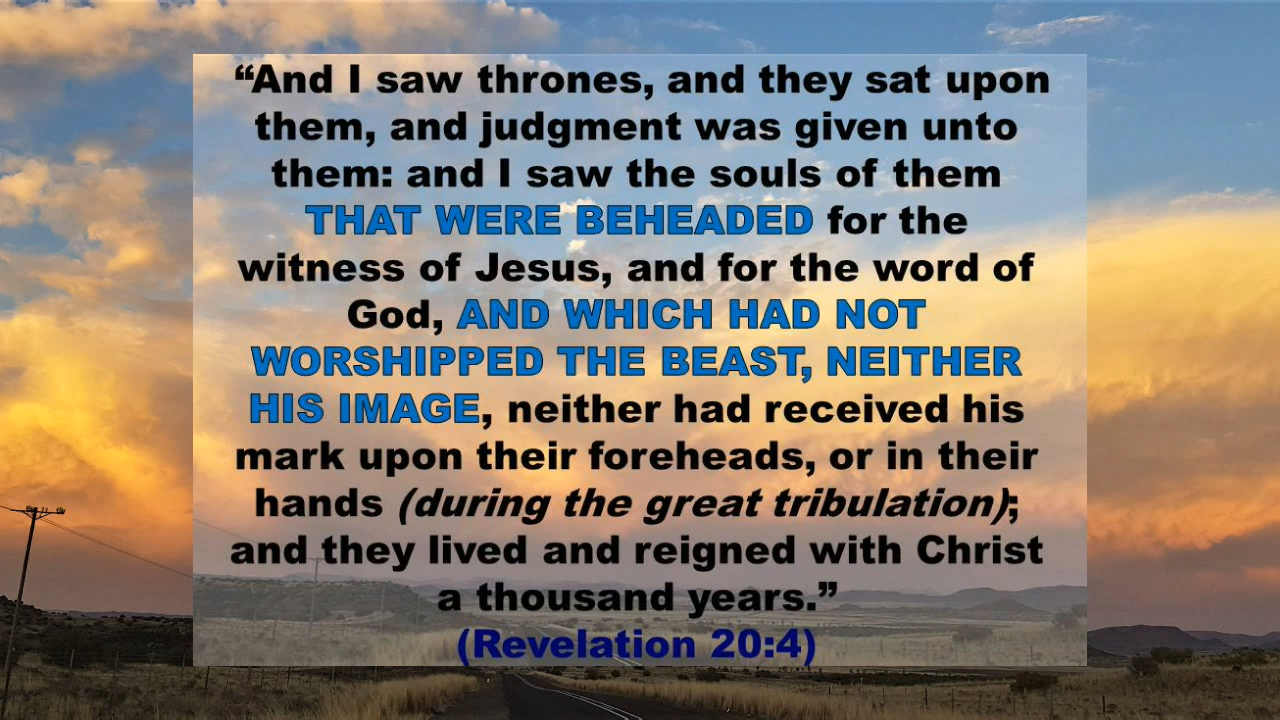 “And I saw thrones, and they sat upon
them, and judgment was given unto
them: and I saw the souls of them
THAT WERE BEHEADED for the
witness of Jesus, and for the word of
God, AND WHICH HAD NOT
WORSHIPPED THE BEAST, NEITHER
HIS IMAGE, neither had received his
mark upon their foreheads, or in their
hands (during the great tribulation);
and they lived and reigned with Christ
a thousand years.”
(Revelation 20:4)